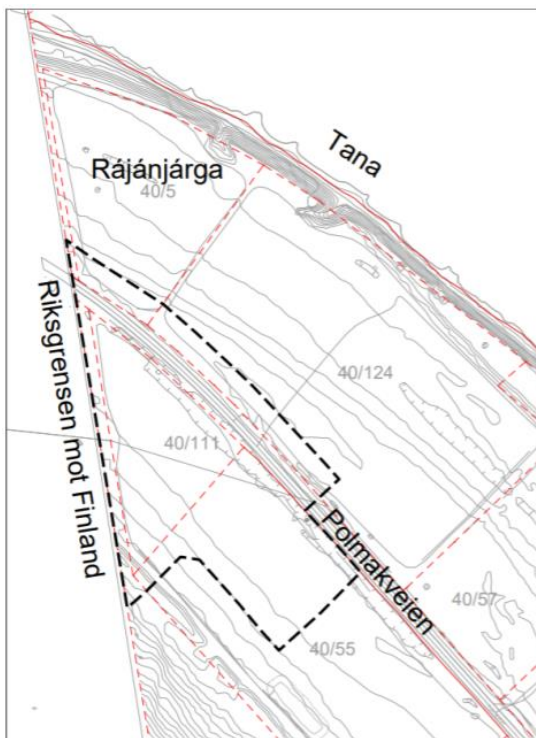 Tana
Rájánjárga
40/5
Riksgrensen mot Finland
40/124
40/111
Polmakveien
40/57
40/55